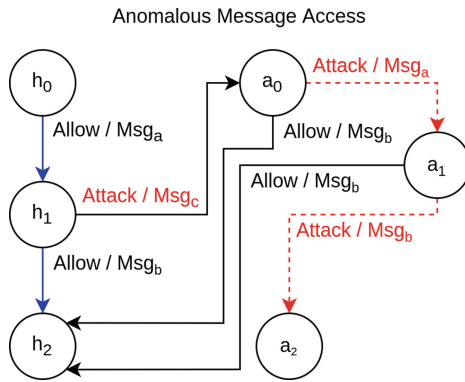 Anomalous Message Access
h0
a0
Attack / Msga
Allow / Msga
Allow / Msgb
a1
Allow / Msgb
h1
Attack / Msgc
Attack / Msgb
Allow / Msgb
h2
a2